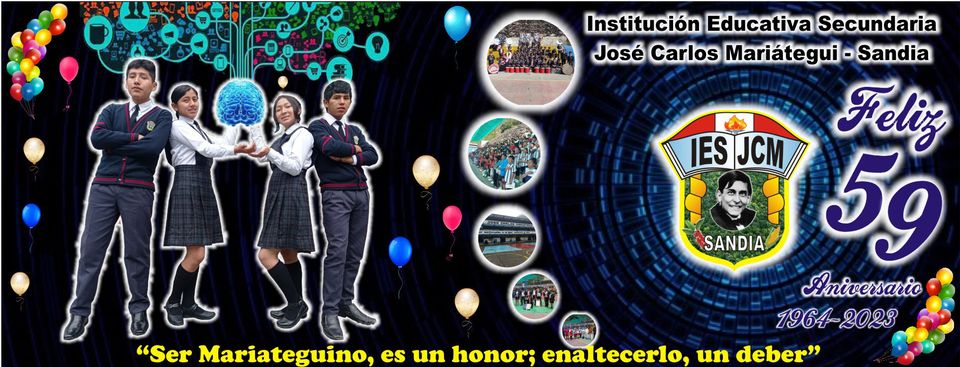 Institución Educativa Secundaria
José Carlos Mariátegui - Sandia
IES JCM
SANDIA
Feliz
59
Aniversario
1964-2023
“Ser Mariateguino, es un honor; enaltecerlo, un deber”